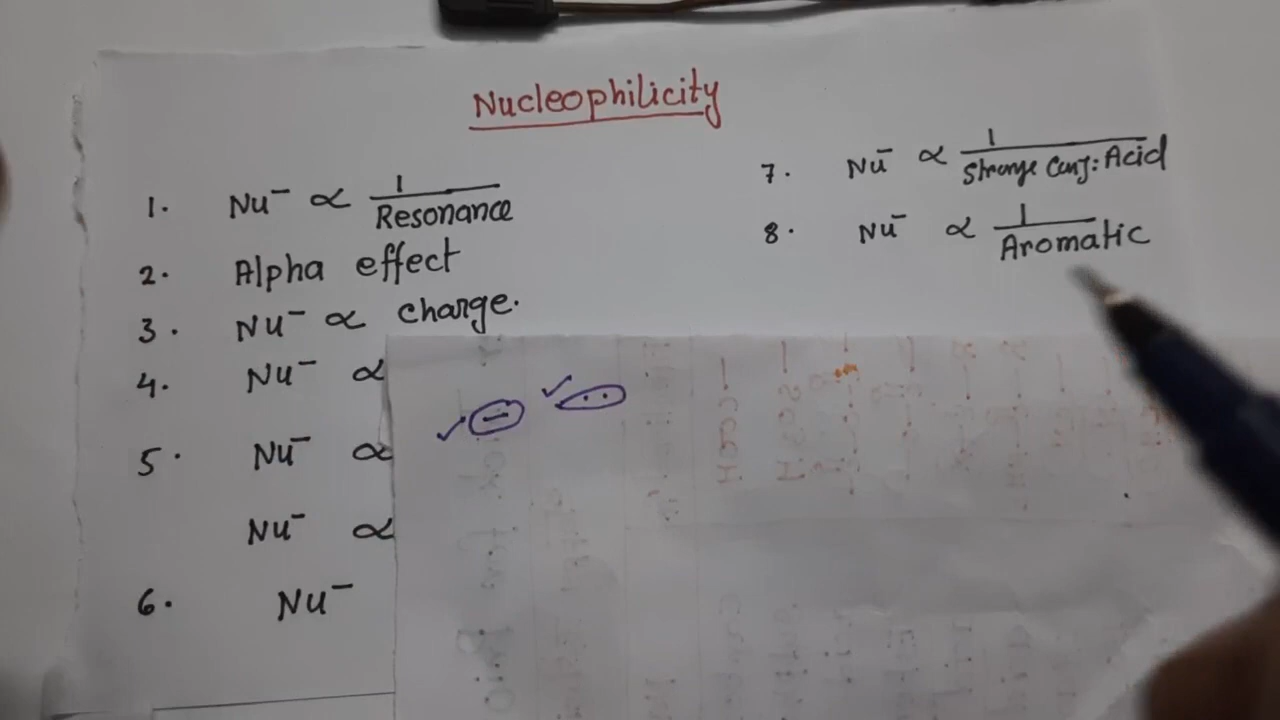 Nucleophilicity
1. Nu⁻ ∝ 1/Resonance
2. Alpha effect
3. Nu⁻ ∝ charge.
4. Nu⁻ ∝
5. Nu⁻ ∝
Nu⁻ ∝
6. Nu⁻
7. Nu⁻ ∝ 1/Stronge Conj: Acid
8. Nu⁻ ∝ 1/Aromatic